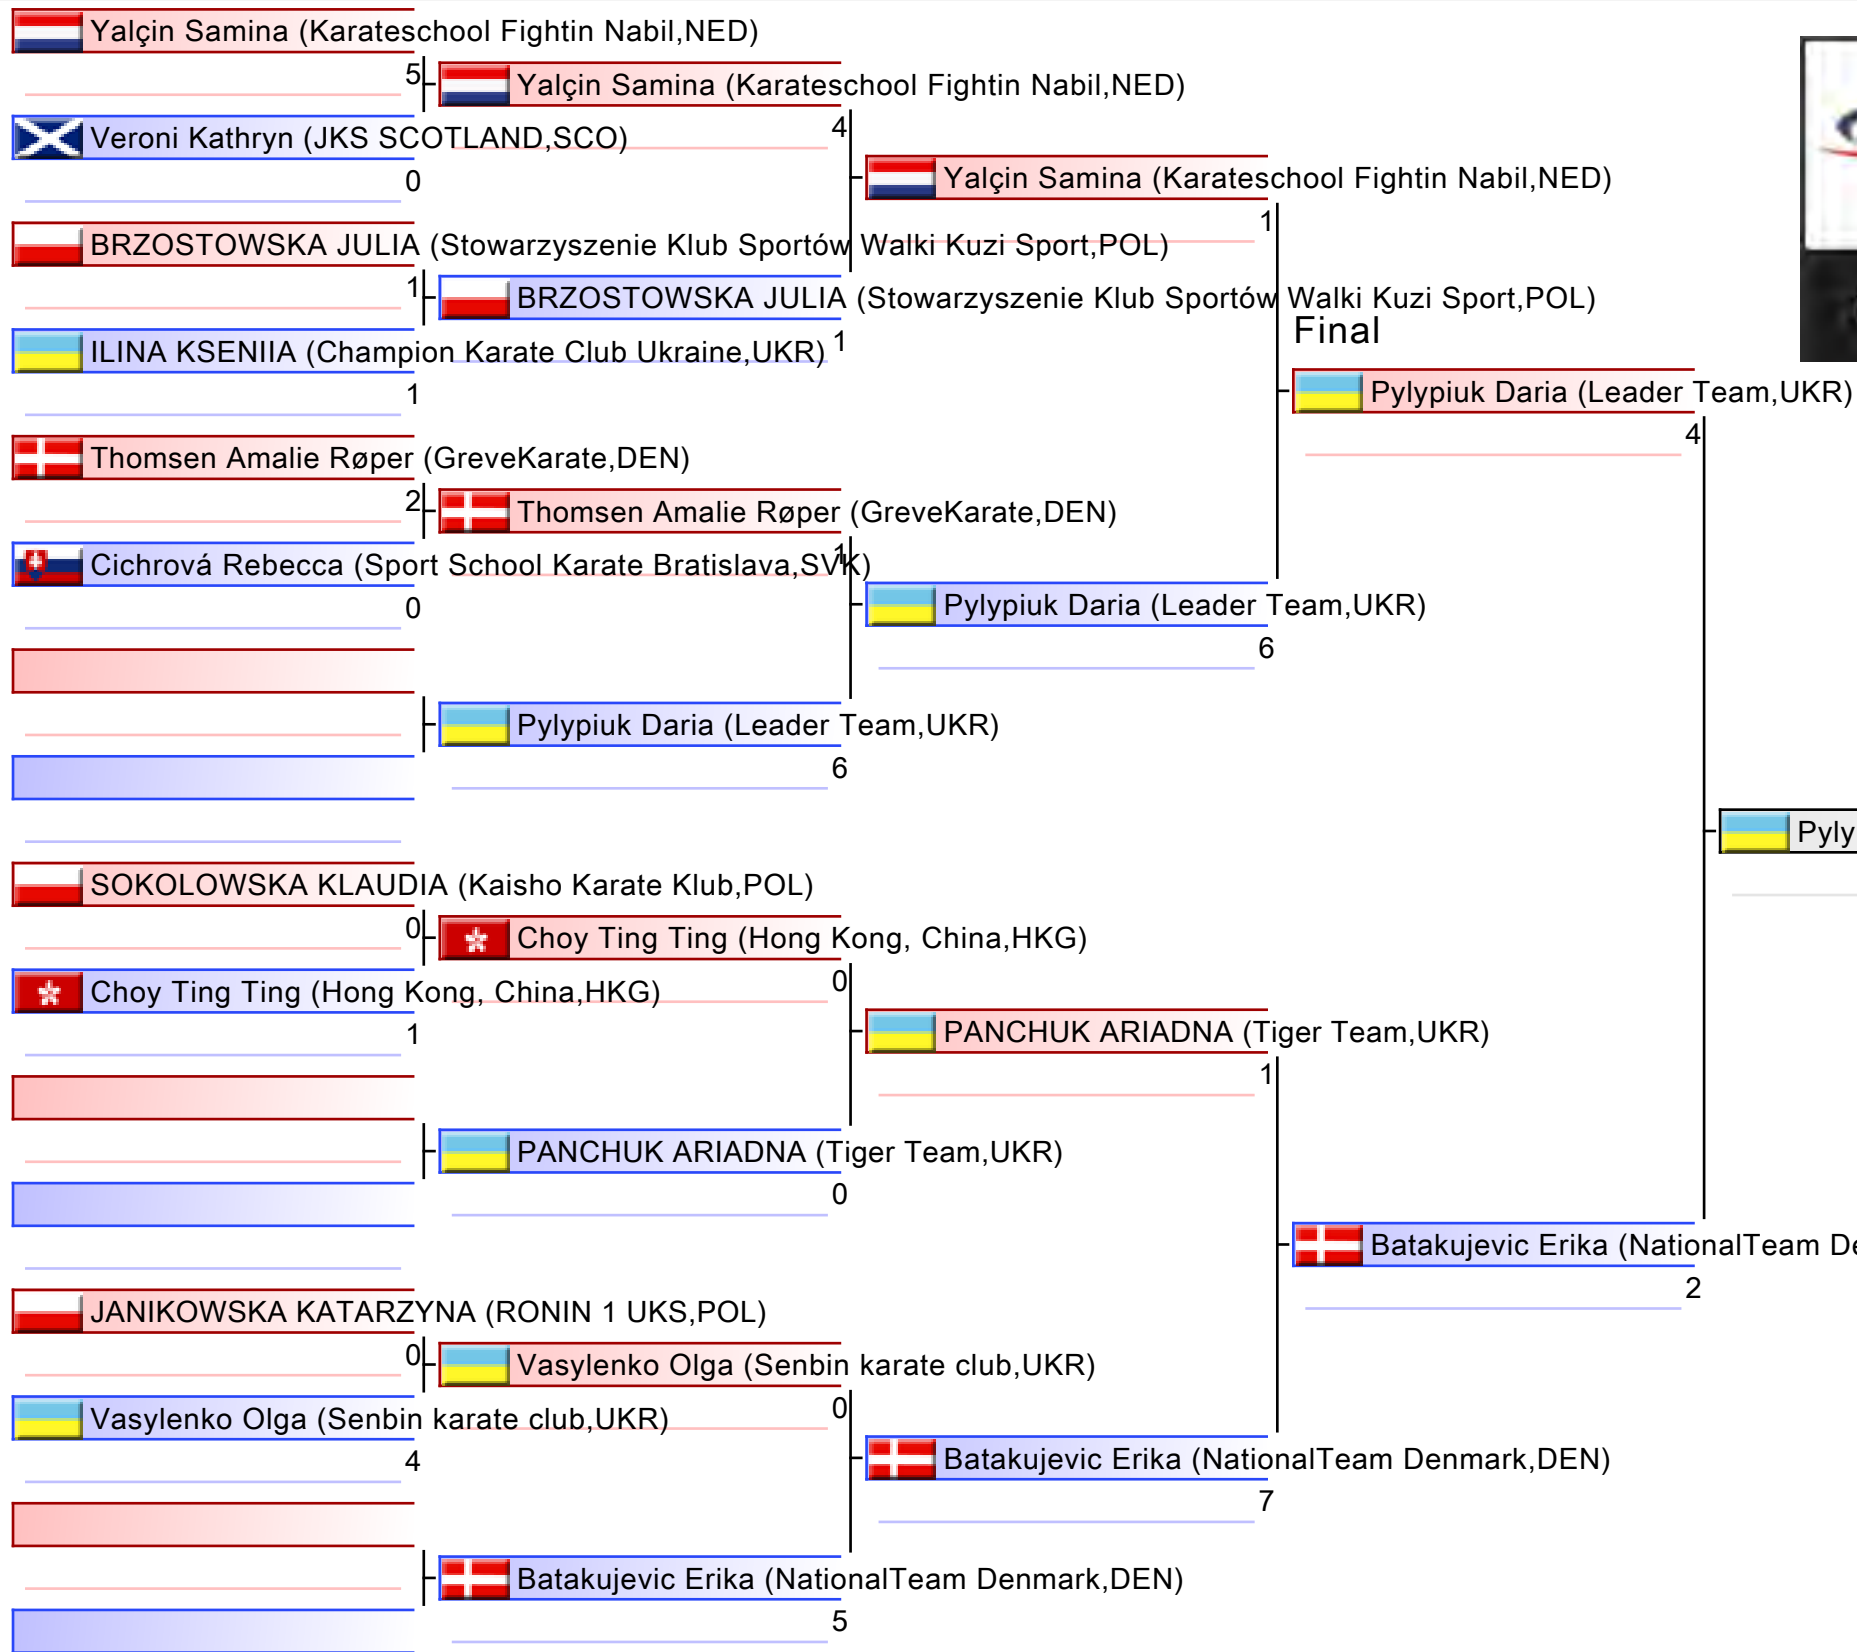 Yalçin Samina (Karateschool Fightin Nabil,NED)
5
Yalçin Samina (Karateschool Fightin Nabil,NED)
4
Veroni Kathryn (JKS SCOTLAND,SCO)
0
Yalçin Samina (Karateschool Fightin Nabil,NED)
1
BRZOSTOWSKA JULIA (Stowarzyszenie Klub Sportów Walki Kuzi Sport,POL)
1
BRZOSTOWSKA JULIA (Stowarzyszenie Klub Sportów Walki Kuzi Sport,POL)
1
Final
ILINA KSENIIA (Champion Karate Club Ukraine,UKR)
1
Pylypiuk Daria (Leader Team,UKR)
4
Thomsen Amalie Røper (GreveKarate,DEN)
2
Thomsen Amalie Røper (GreveKarate,DEN)
1
Cichrová Rebecca (Sport School Karate Bratislava,SVK)
0
Pylypiuk Daria (Leader Team,UKR)
6
Pylypiuk Daria (Leader Team,UKR)
6
Pyly
SOKOLOWSKA KLAUDIA (Kaisho Karate Klub,POL)
0
Choy Ting Ting (Hong Kong, China,HKG)
0
Choy Ting Ting (Hong Kong, China,HKG)
1
PANCHUK ARIADNA (Tiger Team,UKR)
1
PANCHUK ARIADNA (Tiger Team,UKR)
0
Batakujevic Erika (NationalTeam De
2
JANIKOWSKA KATARZYNA (RONIN 1 UKS,POL)
0
Vasylenko Olga (Senbin karate club,UKR)
0
Vasylenko Olga (Senbin karate club,UKR)
4
Batakujevic Erika (NationalTeam Denmark,DEN)
7
Batakujevic Erika (NationalTeam Denmark,DEN)
5